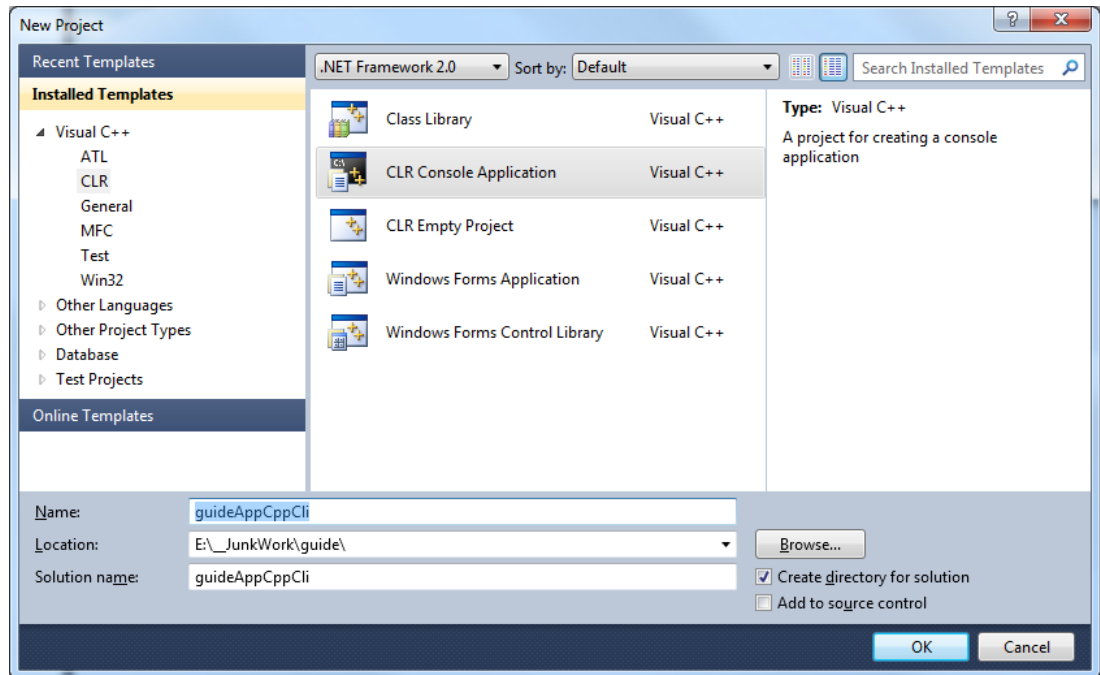 New Project
Recent Templates
Installed Templates
Visual C++
ATL
CLR
General
MFC
Test
Win32
Other Languages
Other Project Types
Database
Test Projects
Online Templates
.NET Framework 2.0 Sort by: Default Search Installed Templates
Class Library Visual C++
CLR Console Application Visual C++
CLR Empty Project Visual C++
Windows Forms Application Visual C++
Windows Forms Control Library Visual C++
Type: Visual C++
A project for creating a console
application
Name: guideAppCppCli
Location: E:\__JunkWork\guide\ Browse...
Solution name: guideAppCppCli
Create directory for solution
Add to source control
OK Cancel